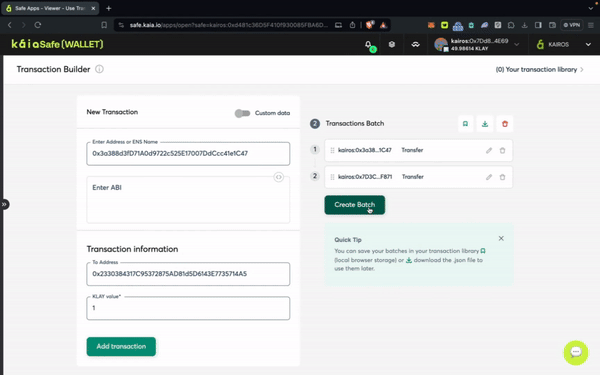 Safe Apps - Viewer - Use Tran
safe.kaia.io/apps/open?safe=kairos:0xd481c36D5F410f930085FBA6D...
VPN
káia Safe {WALLET}
kairos:0x7Dd8...4E69
49.98614 KLAY
KAIROS
Transaction Builder
(0) Your transaction library
New Transaction
Custom data
Enter Address or ENS Name
0x3a388d3fD71A0d9722c525E17007DdCcc41e1C47
Enter ABI
Transaction information
To Address
0x2330384317C95372875AD81d5D6143E7735714A5
KLAY value*
1
Add transaction
2 Transactions Batch
1 kairos:0x3a38...1C47 Transfer
2 kairos:0x7D3C...F871 Transfer
Create Batch
Quick Tip
You can save your batches in your transaction library
(local browser storage) or download the .json file to
use them later.